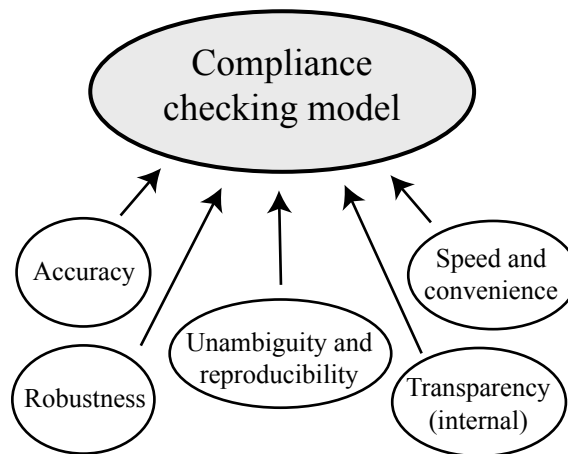 Compliance
checking model
Accuracy
Speed and
convenience
Unambiguity and
reproducibility
Robustness
Transparency
(internal)